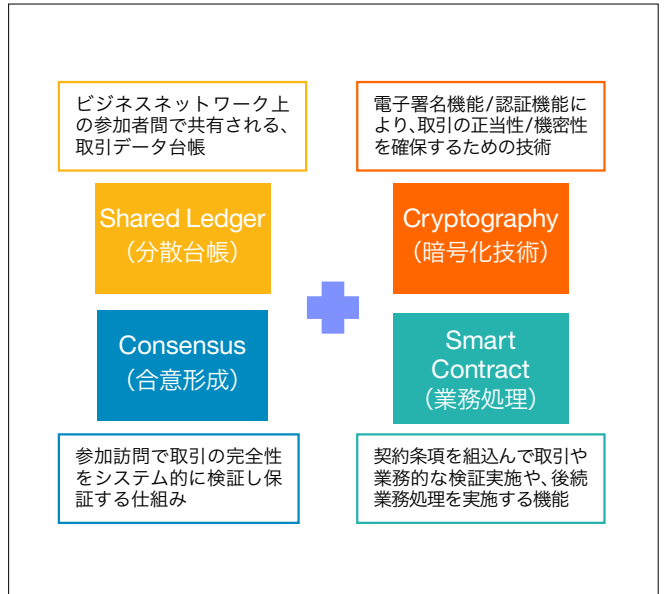 ビジネスネットワーク上
の参加者間で共有される、
取引データ台帳
電子署名機能/認証機能に
より、取引の正当性/機密性
を確保するための技術
Shared Ledger
（分散台帳）
Cryptography
（暗号化技術）
Consensus
（合意形成）
Smart
Contract
（業務処理）
参加訪問で取引の完全性
をシステム的に検証し保
証する仕組み
契約条項を組込んで取引や
業務的な検証実施や、後続
業務処理を実施する機能